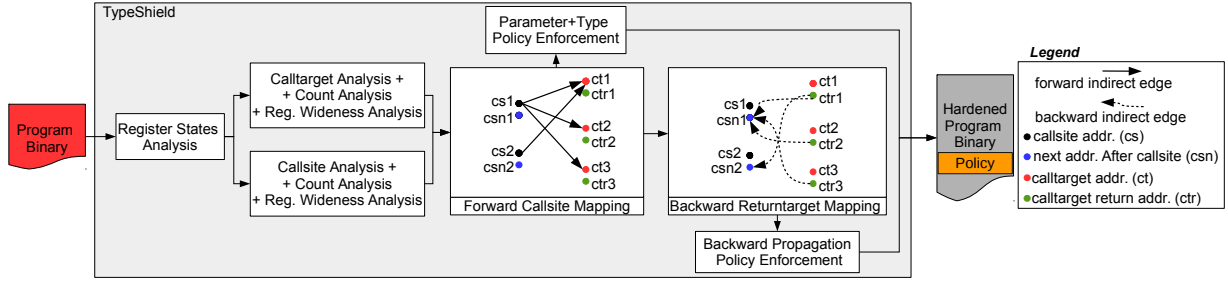 TypeShield
Program
Binary
Register States
Analysis
Calltarget Analysis +
+ Count Analysis
+ Reg. Wideness Analysis
Callsite Analysis +
+ Count Analysis
+ Reg. Wideness Analysis
Parameter+Type
Policy Enforcement
cs1
csn1
cs2
csn2
ct1
ctr1
ct2
ctr2
ct3
ctr3
Forward Callsite Mapping
cs1
csn1
cs2
csn2
ct1
ctr1
ct2
ctr2
ct3
ctr3
Backward Returntarget Mapping
Backward Propagation
Policy Enforcement
Hardened
Program
Binary
Policy
Legend
forward indirect edge
backward indirect edge
callsite addr. (cs)
next addr. After callsite (csn)
calltarget addr. (ct)
calltarget return addr. (ctr)